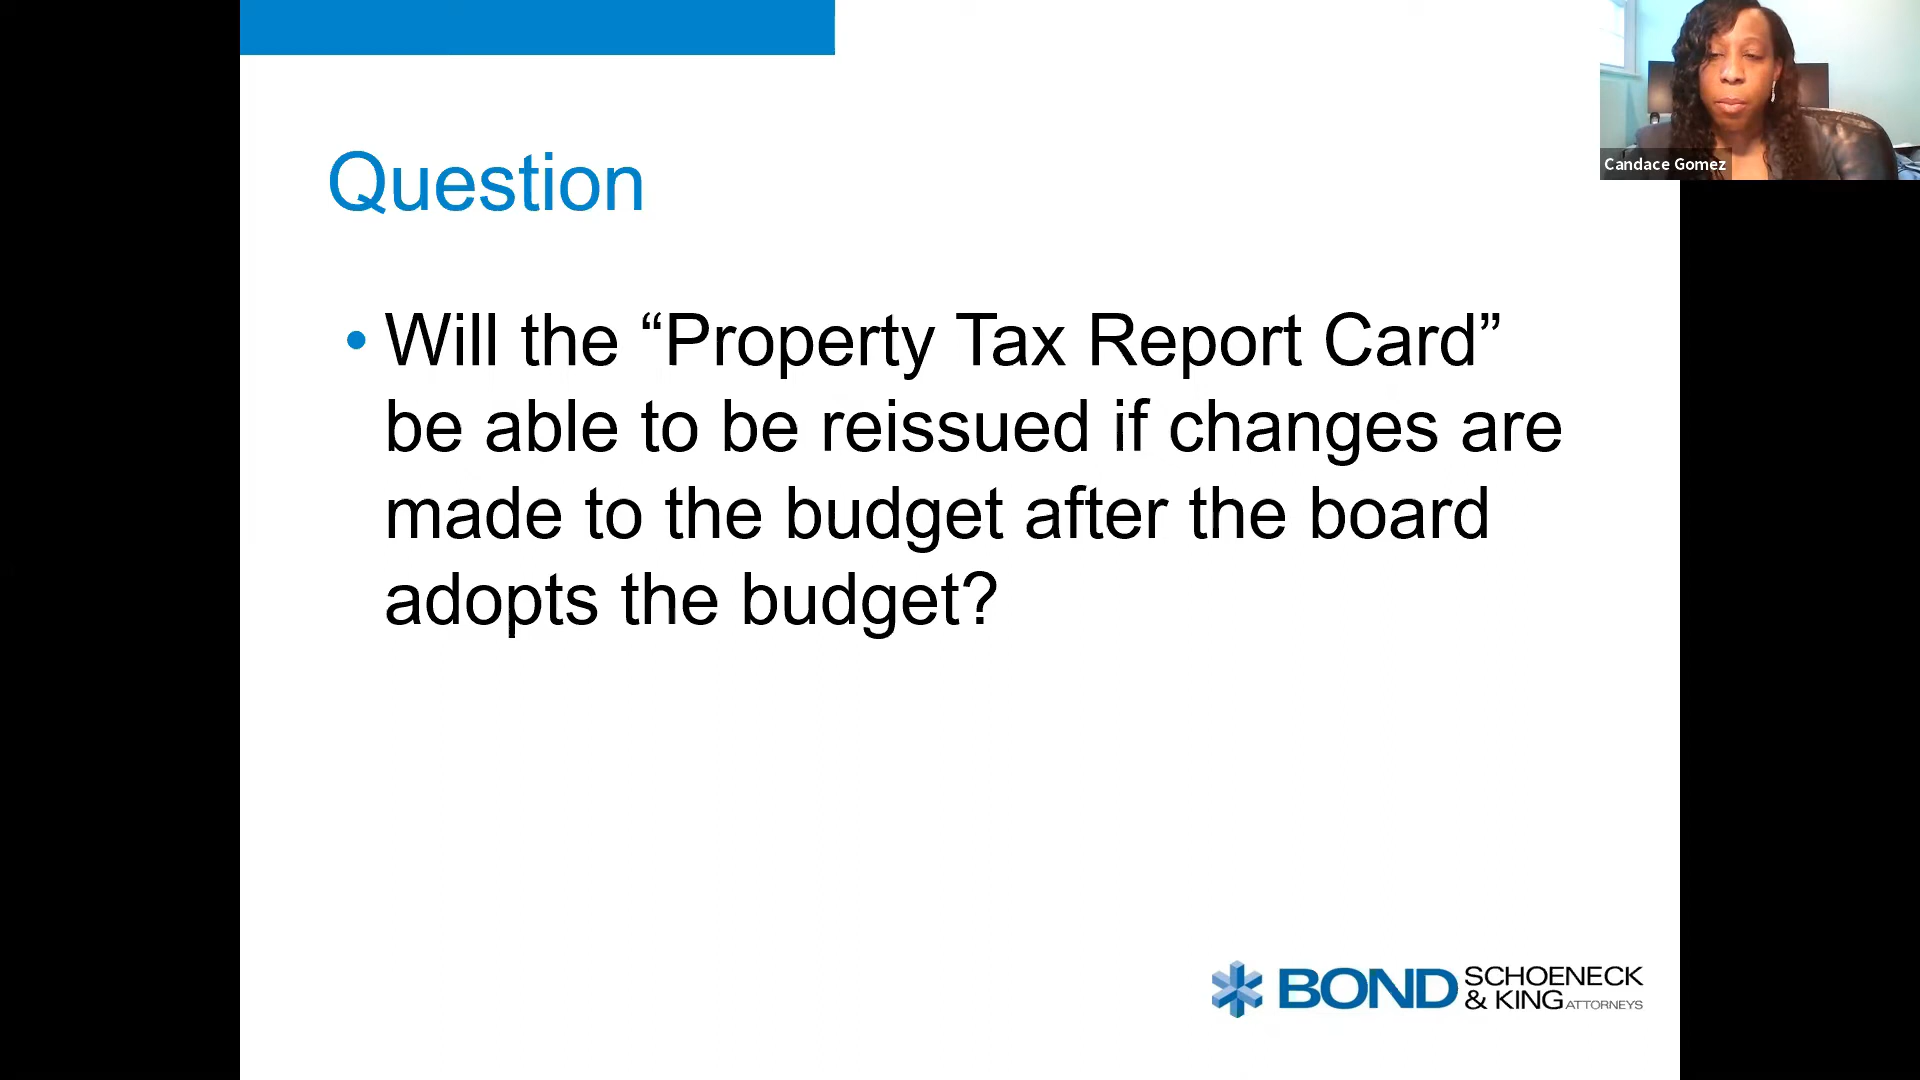 Question
Candace Gomez
• Will the “Property Tax Report Card”
be able to be reissued if changes are
made to the budget after the board
adopts the budget?
BOND SCHOENECK
& KING ATTORNEYS